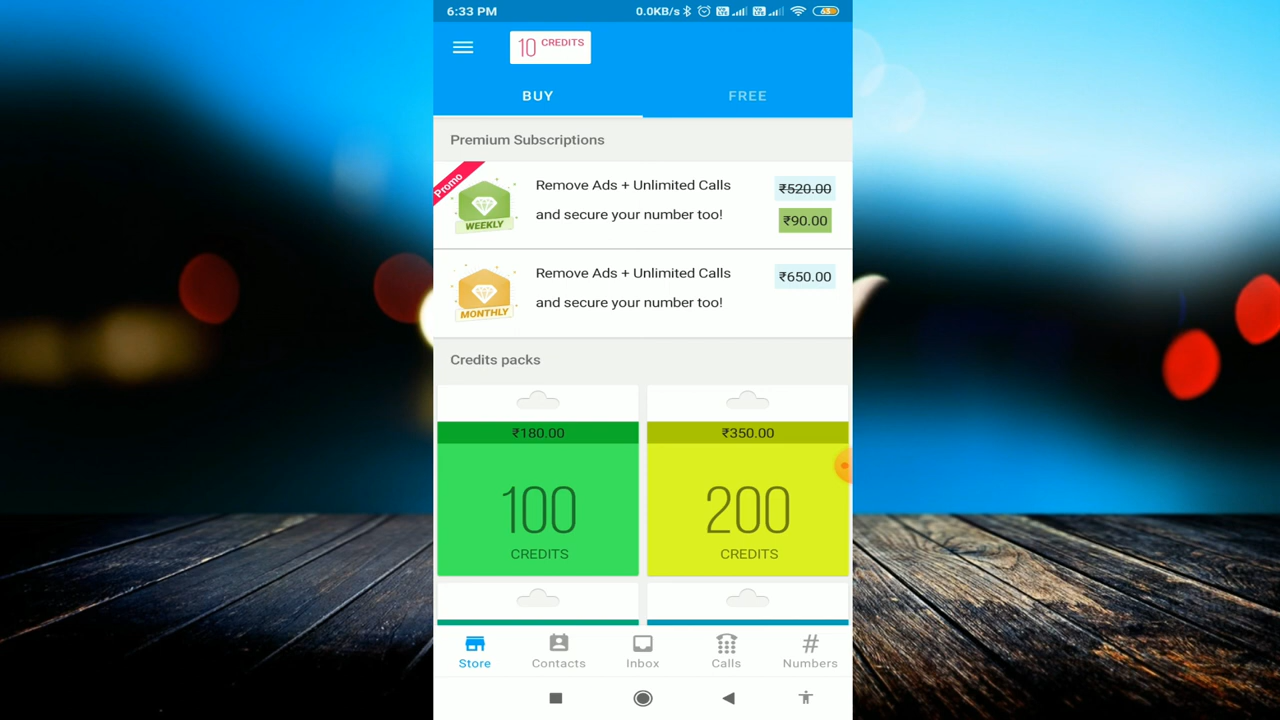 6:33 PM
0.0KB/s
63
10 CREDITS
BUY
FREE
Premium Subscriptions
Promo
WEEKLY
Remove Ads + Unlimited Calls
and secure your number too!
₹520.00
₹90.00
MONTHLY
Remove Ads + Unlimited Calls
and secure your number too!
₹650.00
Credits packs
₹180.00
100
CREDITS
₹350.00
200
CREDITS
Store
Contacts
Inbox
Calls
# Numbers